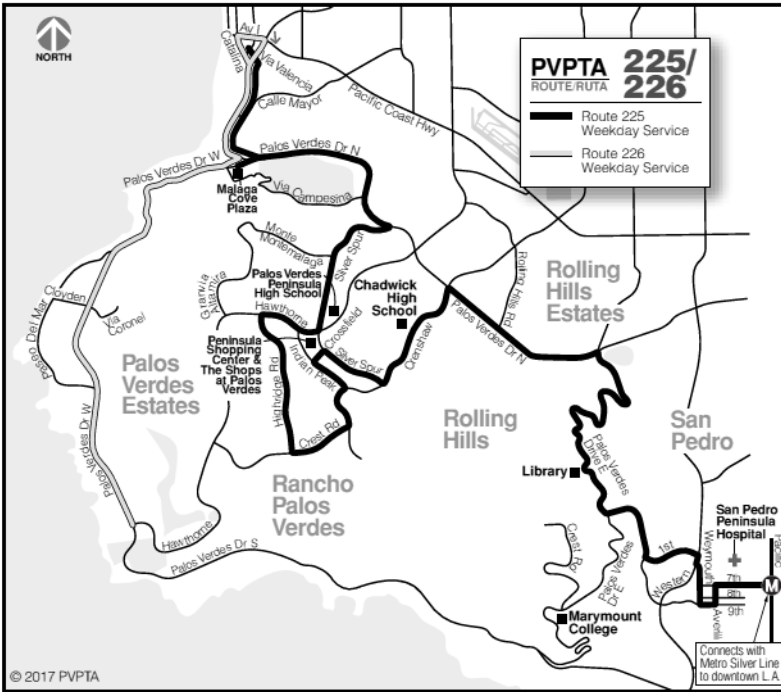 NORTH
Av I
Catalina
Via Valencia
Calle Mayor
Pacific Coast Hwy
PVPTA
ROUTE/RUTA
225/
226
Route 225
Weekday Service
Route 226
Weekday Service
Palos Verdes Dr N
Palos Verdes Dr W
Malaga
Cove
Plaza
Via Campesina
Monte
Montemalaga
Silver Spur
Palos Verdes
Peninsula
High School
Chadwick
High
School
Rolling
Hills Rd
Rolling
Hills
Estates
Cloyden
Via
Coronel
Paseo Del Mar
Granvia
Altamira
Hawthorne
Crossfield
Crenshaw
Palos Verdes Dr N
Peninsula
Shopping
Center &
The Shops
at Palos
Verdes
Indian Peak
Silver Spur
Highridge Rd
Crest Rd
Palos
Verdes
Estates
Palos Verdes Dr W
Rolling
Hills
San
Pedro
Rancho
Palos
Verdes
Library
Palos Verdes
Drive E
San Pedro
Peninsula
Hospital
Hawthorne
Palos Verdes Dr S
Crest Rd
Palos Verdes
Dr E
1st
Western
Weymouth
7th
8th
9th
Averill
M
Marymount
College
Connects with
Metro Silver Line
to downtown L.A.
© 2017 PVPTA